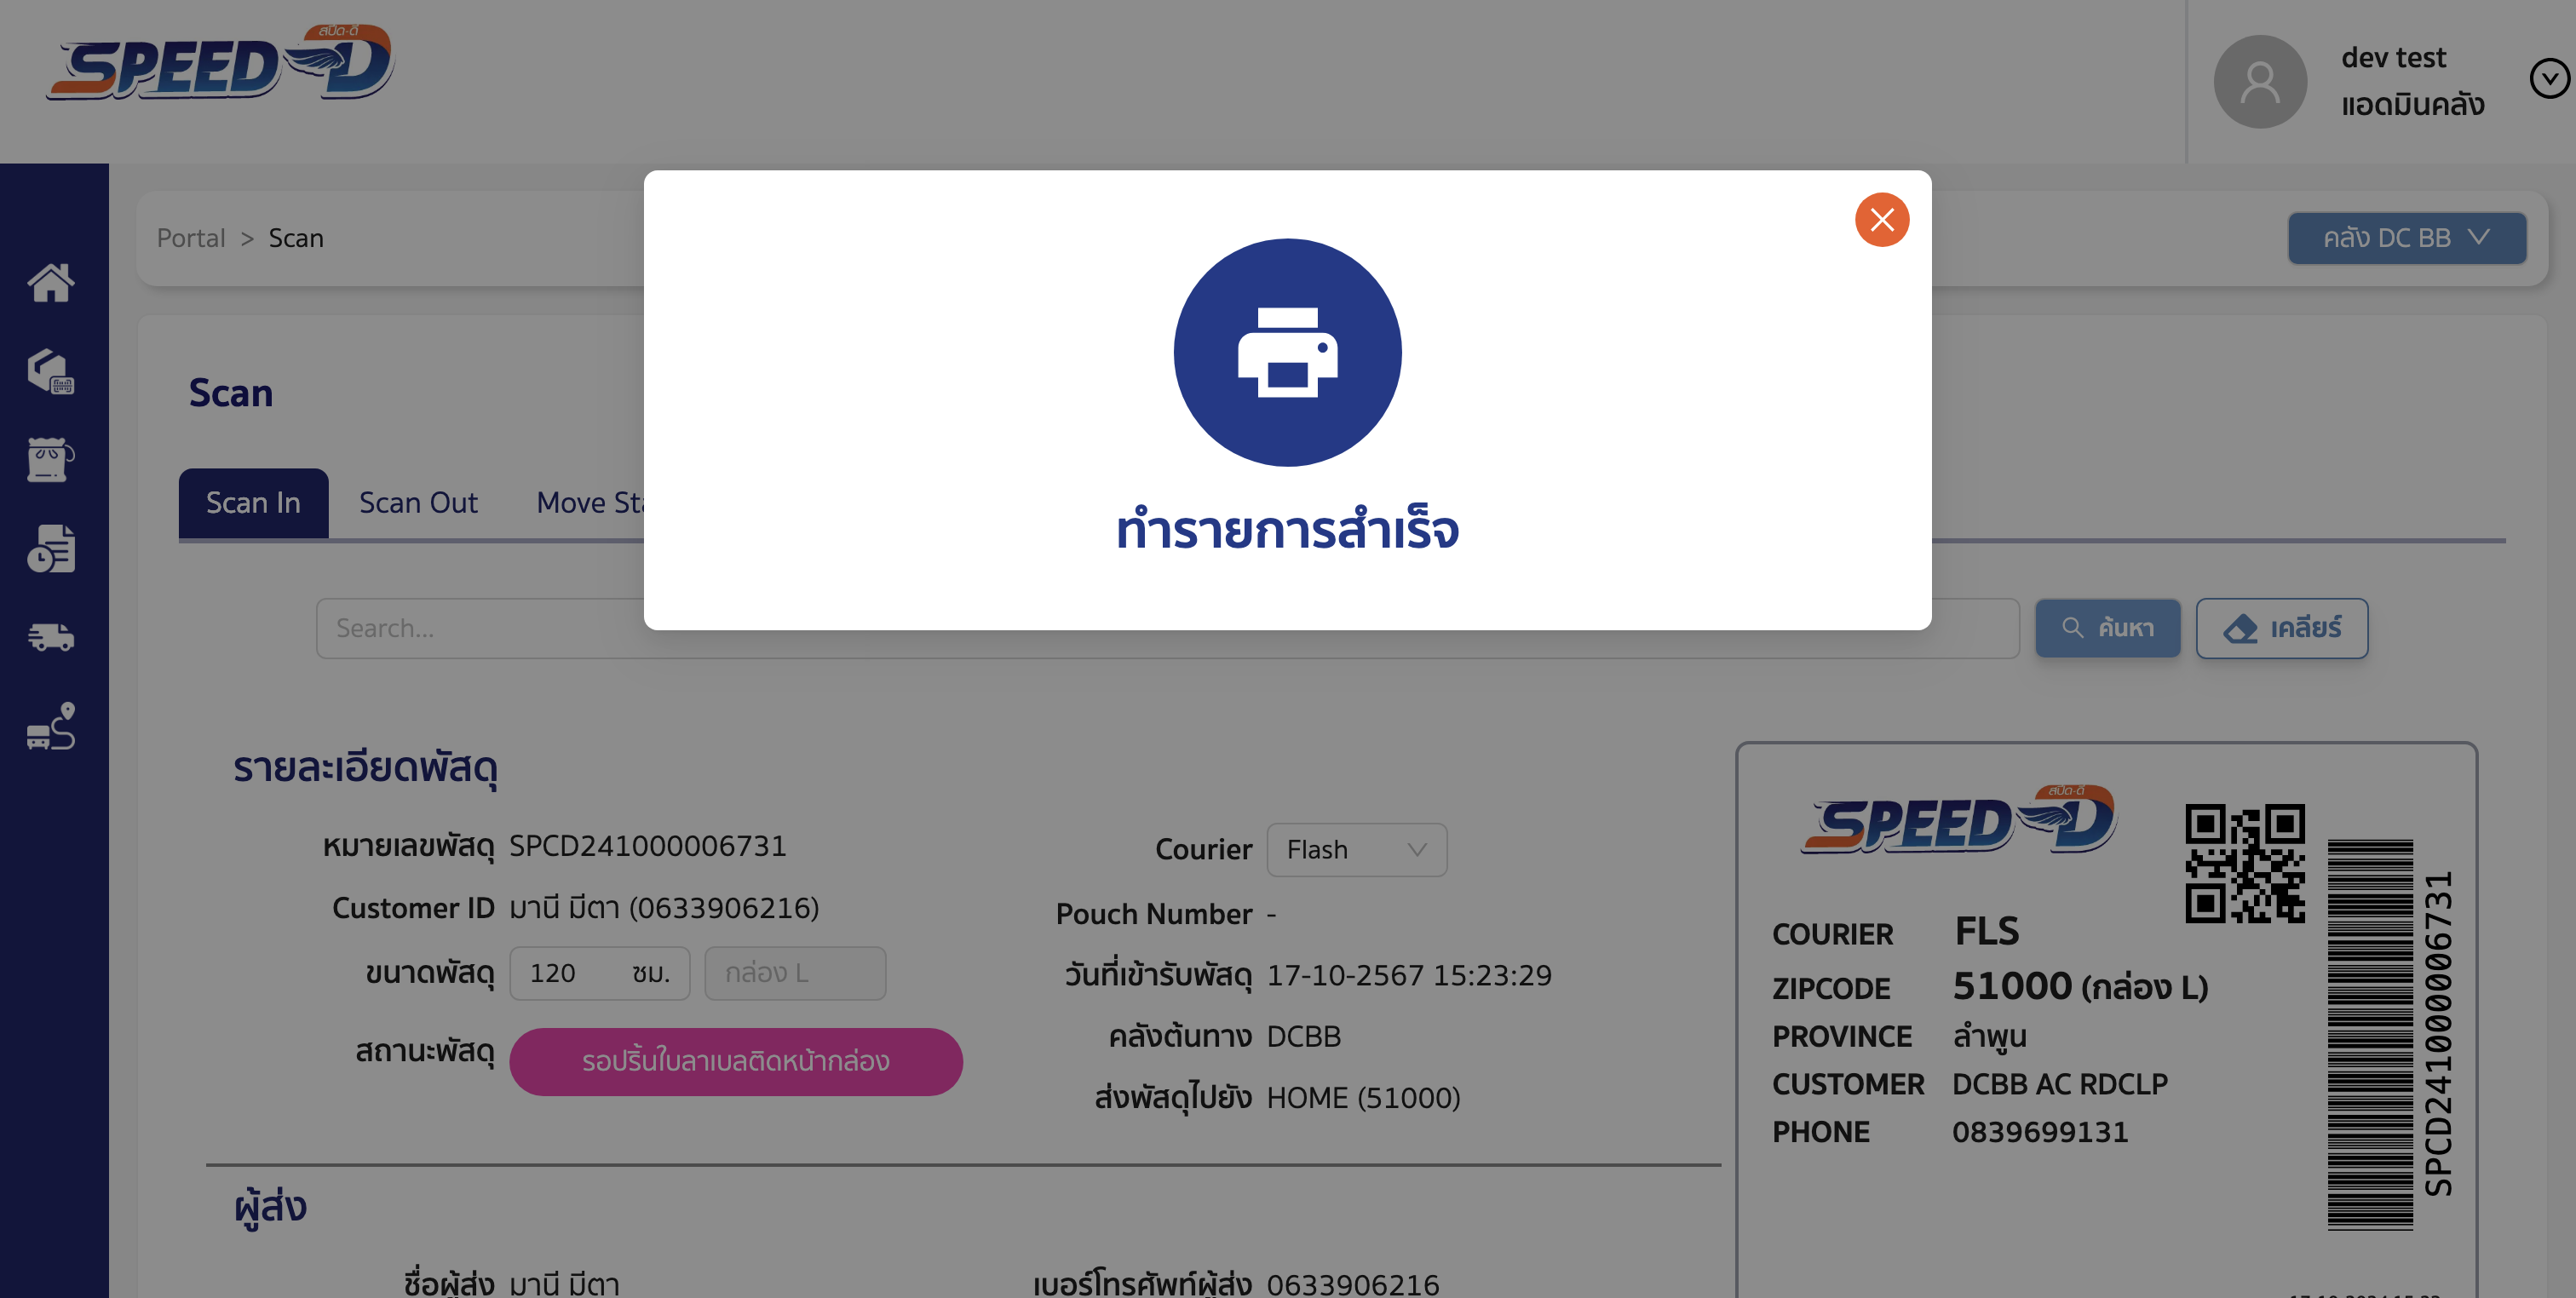 สปีด-ดี
SPEED-D
dev test
แอดมินคลัง
Portal > Scan
คลัง DC BB
ทำรายการสำเร็จ
Scan
Scan In
Scan Out
Move
Search...
ค้นหา
เคลียร์
รายละเอียดพัสดุ
หมายเลขพัสดุ SPCD241000006731
Customer ID มานี มีตา (0633906216)
ขนาดพัสดุ 120 ซม. กล่อง L
สถานะพัสดุ รอปริ้นใบลาเบลติดหน้ากล่อง
Courier Flash
Pouch Number -
วันที่เข้ารับพัสดุ 17-10-2567 15:23:29
คลังต้นทาง DCBB
ส่งพัสดุไปยัง HOME (51000)
สปีด-ดี
SPEED-D
COURIER FLS
ZIPCODE 51000 (กล่อง L)
PROVINCE ลำพูน
CUSTOMER DCBB AC RDCLP
PHONE 0839699131
SPCD241000006731
ผู้ส่ง
ชื่อผู้ส่ง มานี มีตา
เบอร์โทรศัพท์ผู้ส่ง 0633906216